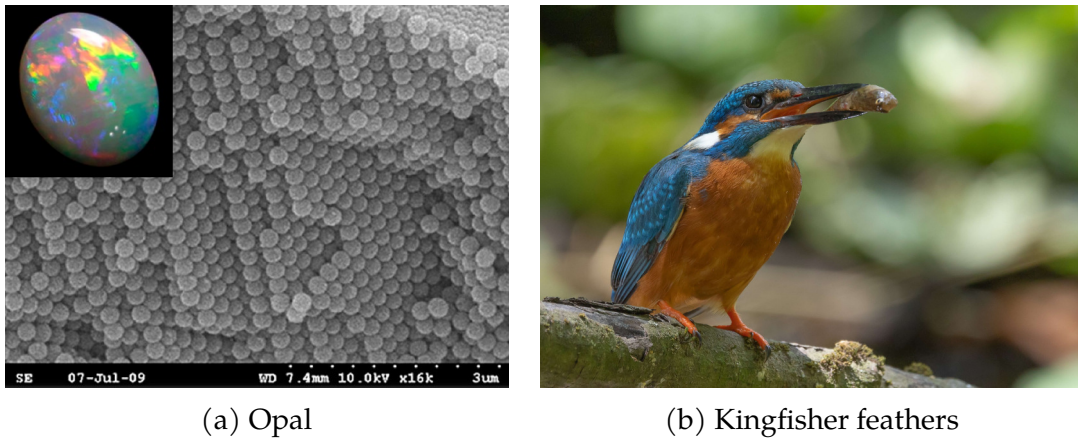 SE 07-Jul-09 WD 7.4mm 10.0kV x16k 3um
(a) Opal
(b) Kingfisher feathers